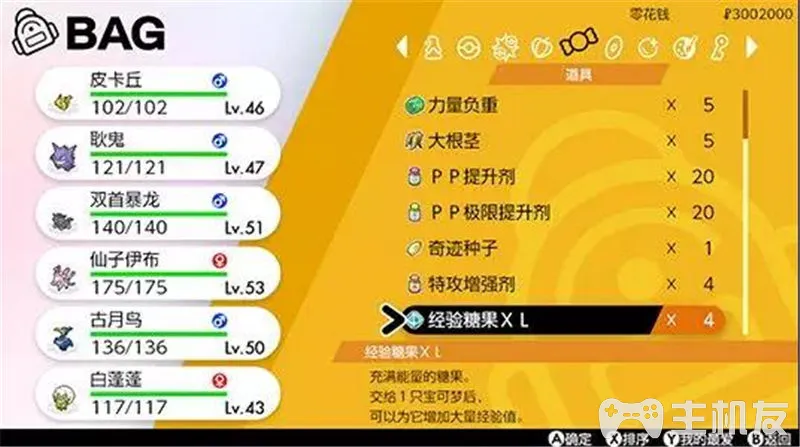 BAG
零花钱 ₽3002000
道具
皮卡丘
102/102 Lv.46
耿鬼
121/121 Lv.47
双首暴龙
140/140 Lv.51
仙子伊布
175/175 Lv.53
古月鸟
136/136 Lv.50
白蓬蓬
117/117 Lv.43
力量负重 X 5
大根茎 X 5
ＰＰ提升剂 X 20
ＰＰ极限提升剂 X 20
奇迹种子 X 1
特攻增强剂 X 4
经验糖果ＸＬ X 4
经验糖果ＸＬ
充满能量的糖果。
交给１只宝可梦后，
可以为它增加大量经验值。
Ⓐ确定 Ⓧ排序 Ⓨ我的最爱 Ⓑ返回
主机友